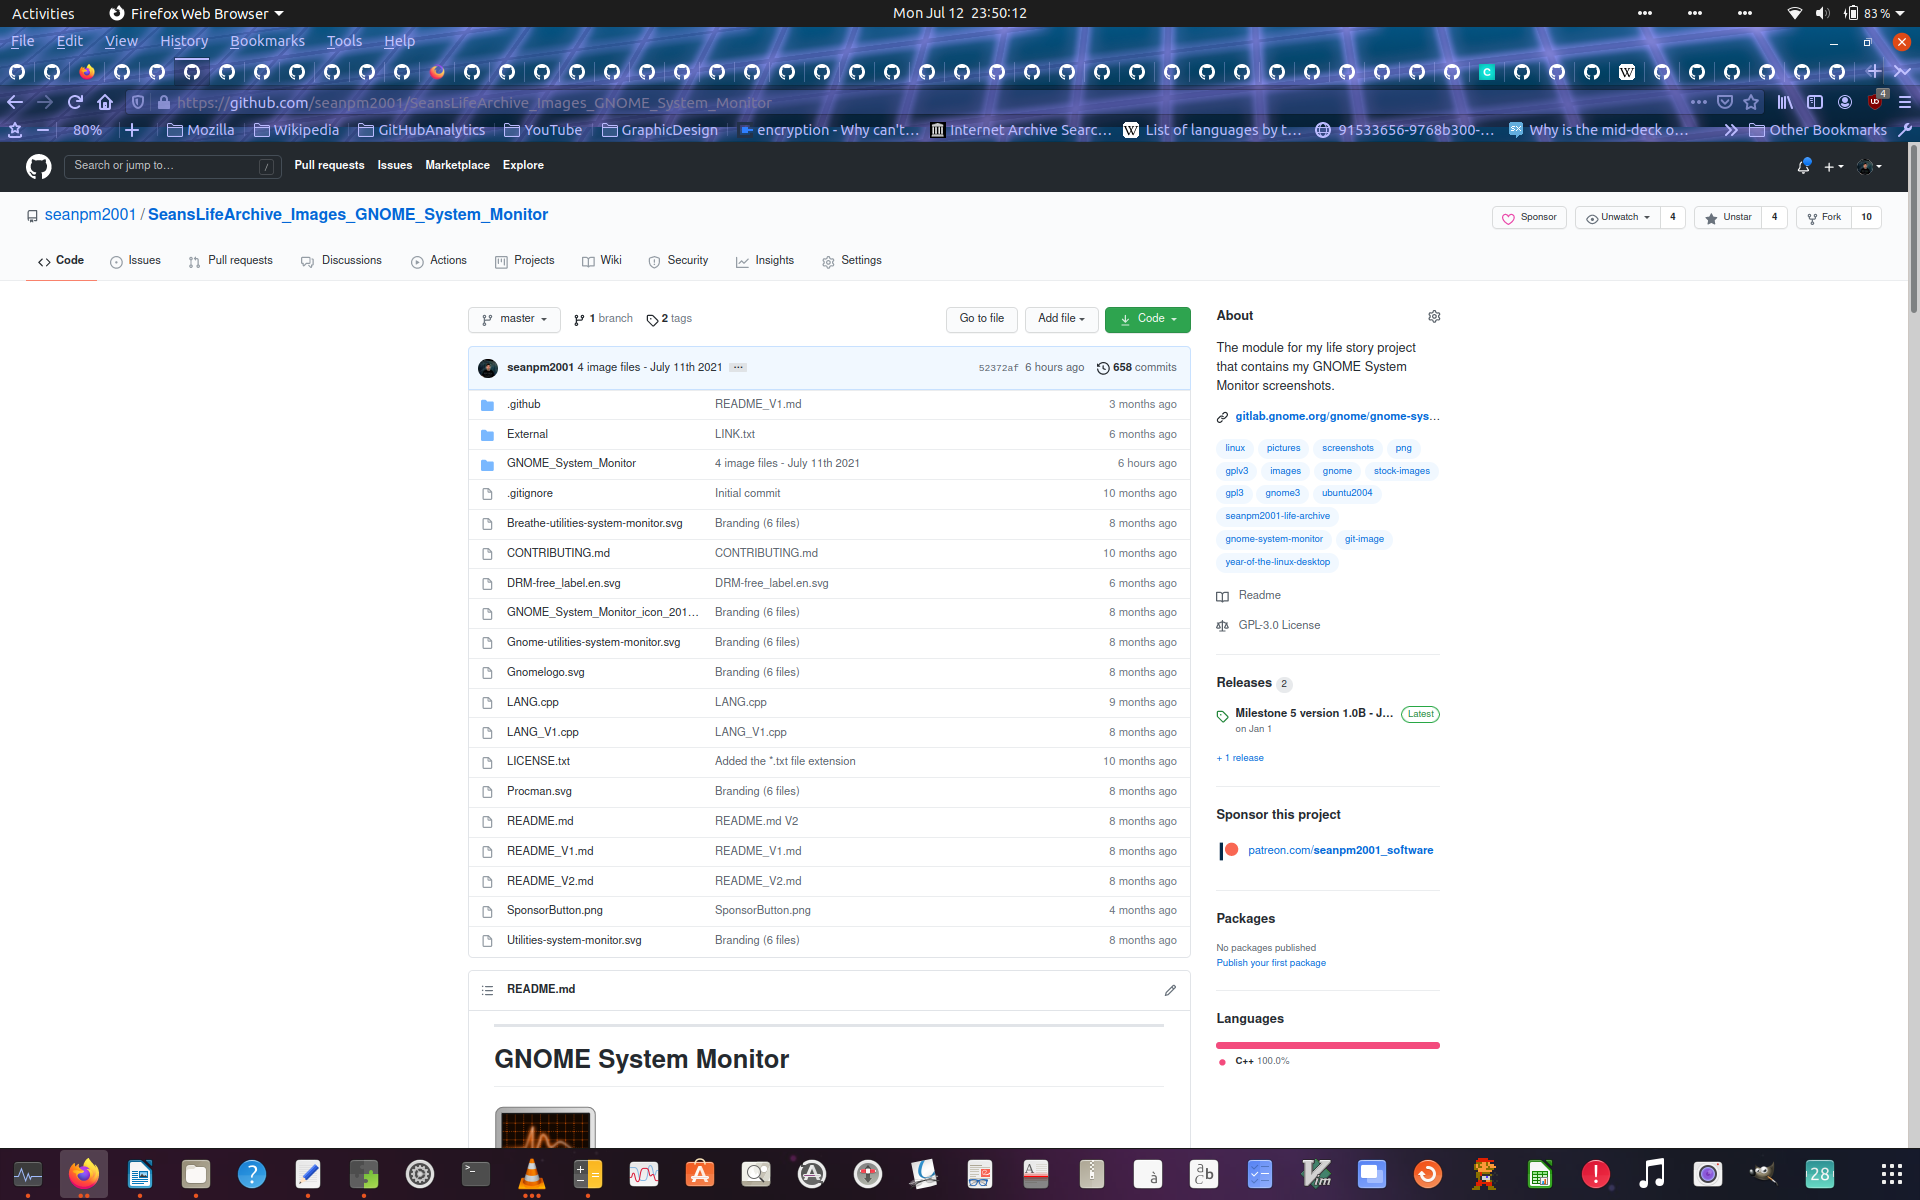 Activities Firefox Web Browser Mon Jul 12 23:50:12 83 %
File Edit View History Bookmarks Tools Help
https://github.com/seanpm2001/SeansLifeArchive_Images_GNOME_System_Monitor 4
80% Mozilla Wikipedia GitHubAnalytics YouTube GraphicDesign encryption - Why can't... Internet Archive Searc... List of languages by t... 91533656-9768b300-... Why is the mid-deck o... Other Bookmarks
Search or jump to... / Pull requests Issues Marketplace Explore
seanpm2001 / SeansLifeArchive_Images_GNOME_System_Monitor Sponsor Unwatch 4 Unstar 4 Fork 10
Code Issues Pull requests Discussions Actions Projects Wiki Security Insights Settings
master 1 branch 2 tags Go to file Add file Code
seanpm2001 4 image files - July 11th 2021 ... 52372af 6 hours ago 658 commits
.github README_V1.md 3 months ago
External LINK.txt 6 months ago
GNOME_System_Monitor 4 image files - July 11th 2021 6 hours ago
.gitignore Initial commit 10 months ago
Breathe-utilities-system-monitor.svg Branding (6 files) 8 months ago
CONTRIBUTING.md CONTRIBUTING.md 10 months ago
DRM-free_label.en.svg DRM-free_label.en.svg 6 months ago
GNOME_System_Monitor_icon_201... Branding (6 files) 8 months ago
Gnome-utilities-system-monitor.svg Branding (6 files) 8 months ago
Gnomelogo.svg Branding (6 files) 8 months ago
LANG.cpp LANG.cpp 9 months ago
LANG_V1.cpp LANG_V1.cpp 8 months ago
LICENSE.txt Added the *.txt file extension 10 months ago
Procman.svg Branding (6 files) 8 months ago
README.md README.md V2 8 months ago
README_V1.md README_V1.md 8 months ago
README_V2.md README_V2.md 8 months ago
SponsorButton.png SponsorButton.png 4 months ago
Utilities-system-monitor.svg Branding (6 files) 8 months ago
README.md
GNOME System Monitor
About
The module for my life story project
that contains my GNOME System
Monitor screenshots.
gitlab.gnome.org/gnome/gnome-sys...
linux pictures screenshots png
gplv3 images gnome stock-images
gpl3 gnome3 ubuntu2004
seanpm2001-life-archive
gnome-system-monitor git-image
year-of-the-linux-desktop
Readme
GPL-3.0 License
Releases 2
Milestone 5 version 1.0B - J... Latest
on Jan 1
+ 1 release
Sponsor this project
patreon.com/seanpm2001_software
Packages
No packages published
Publish your first package
Languages
C++ 100.0%
28